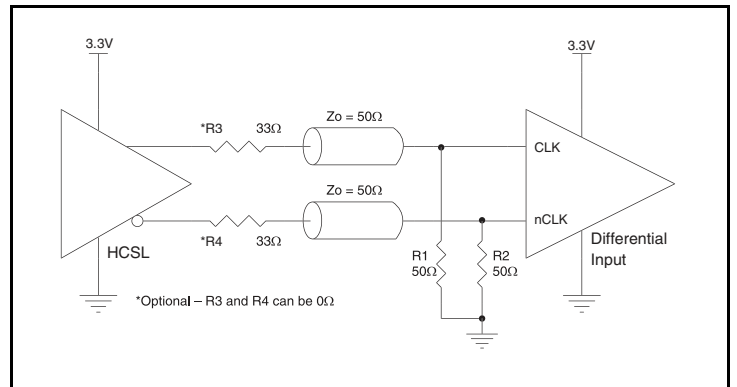 3.3V
3.3V
*R3 33Ω
Zo = 50Ω
CLK
Zo = 50Ω
nCLK
*R4 33Ω
HCSL
R1
50Ω
R2
50Ω
Differential
Input
*Optional – R3 and R4 can be 0Ω